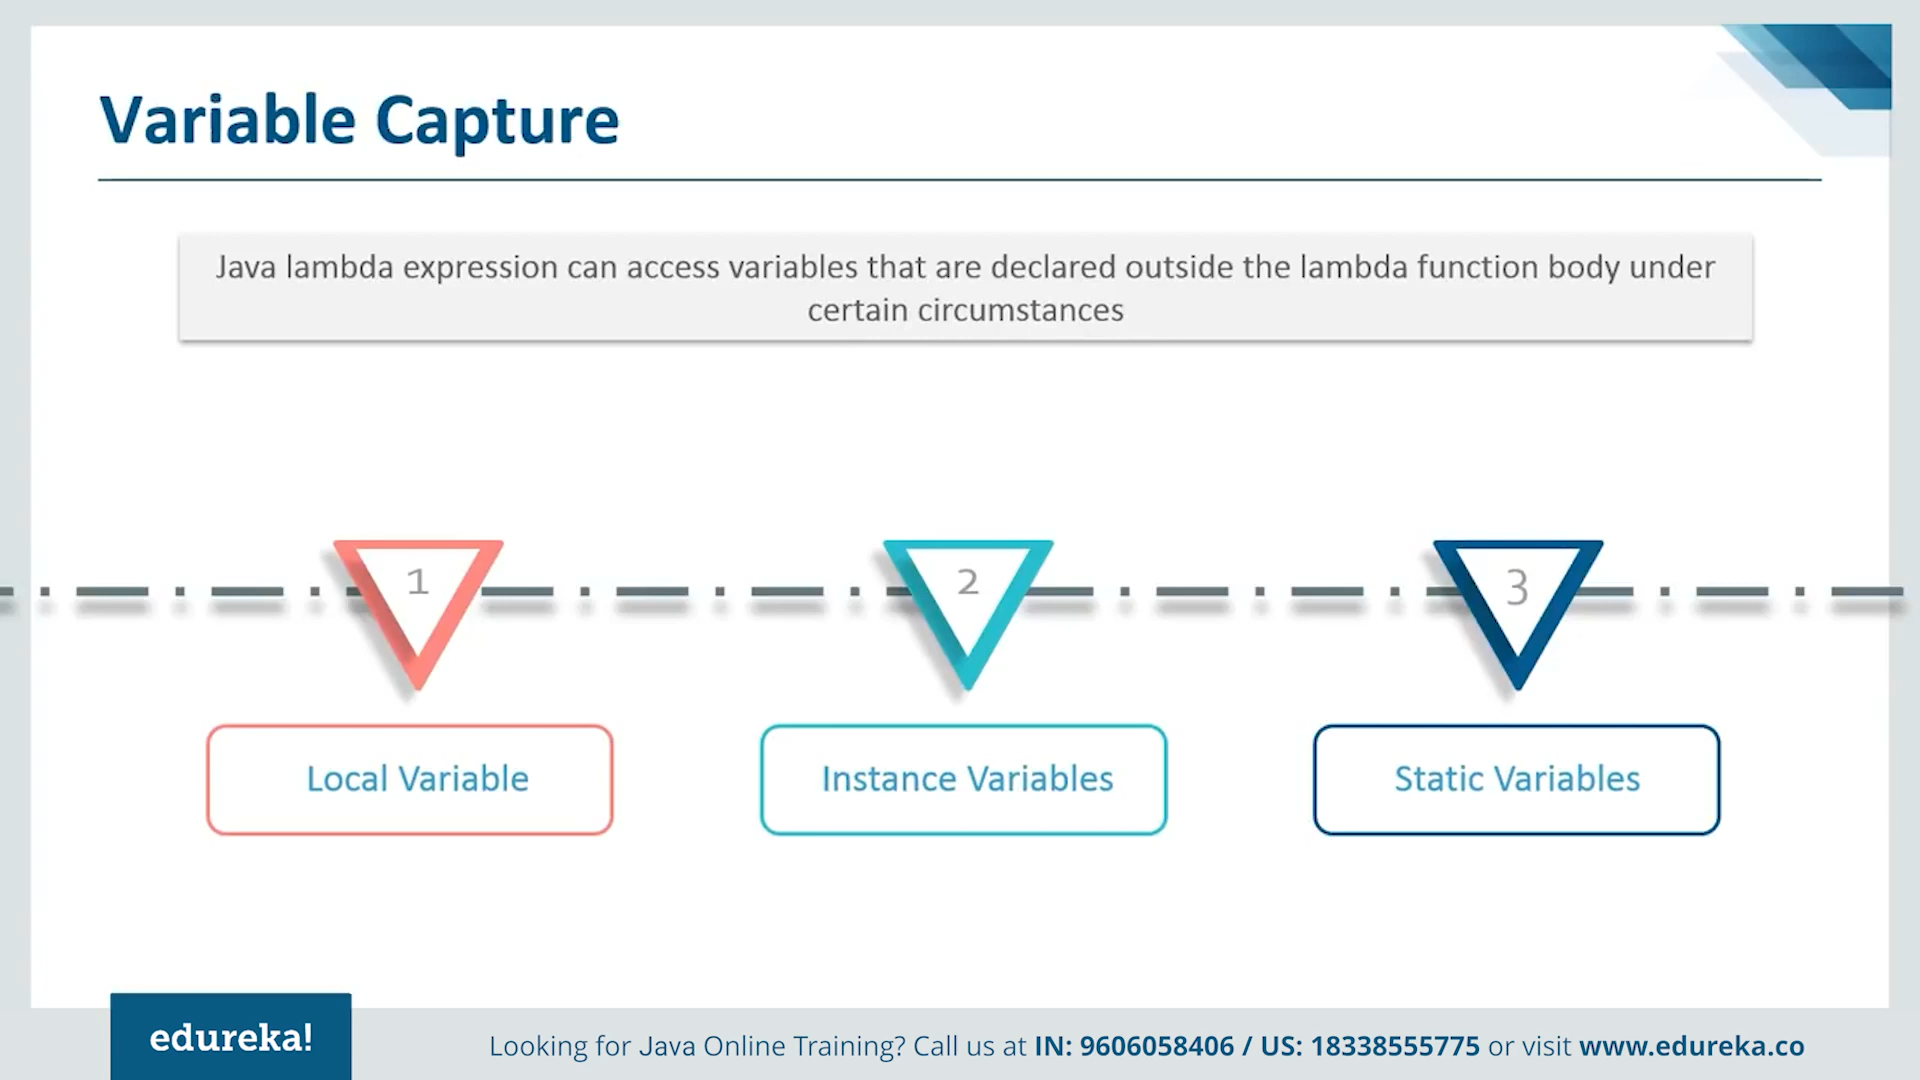 Variable Capture
Java lambda expression can access variables that are declared outside the lambda function body under
certain circumstances
1
2
3
Local Variable
Instance Variables
Static Variables
edureka!
Looking for Java Online Training? Call us at IN: 9606058406 / US: 18338555775 or visit www.edureka.co